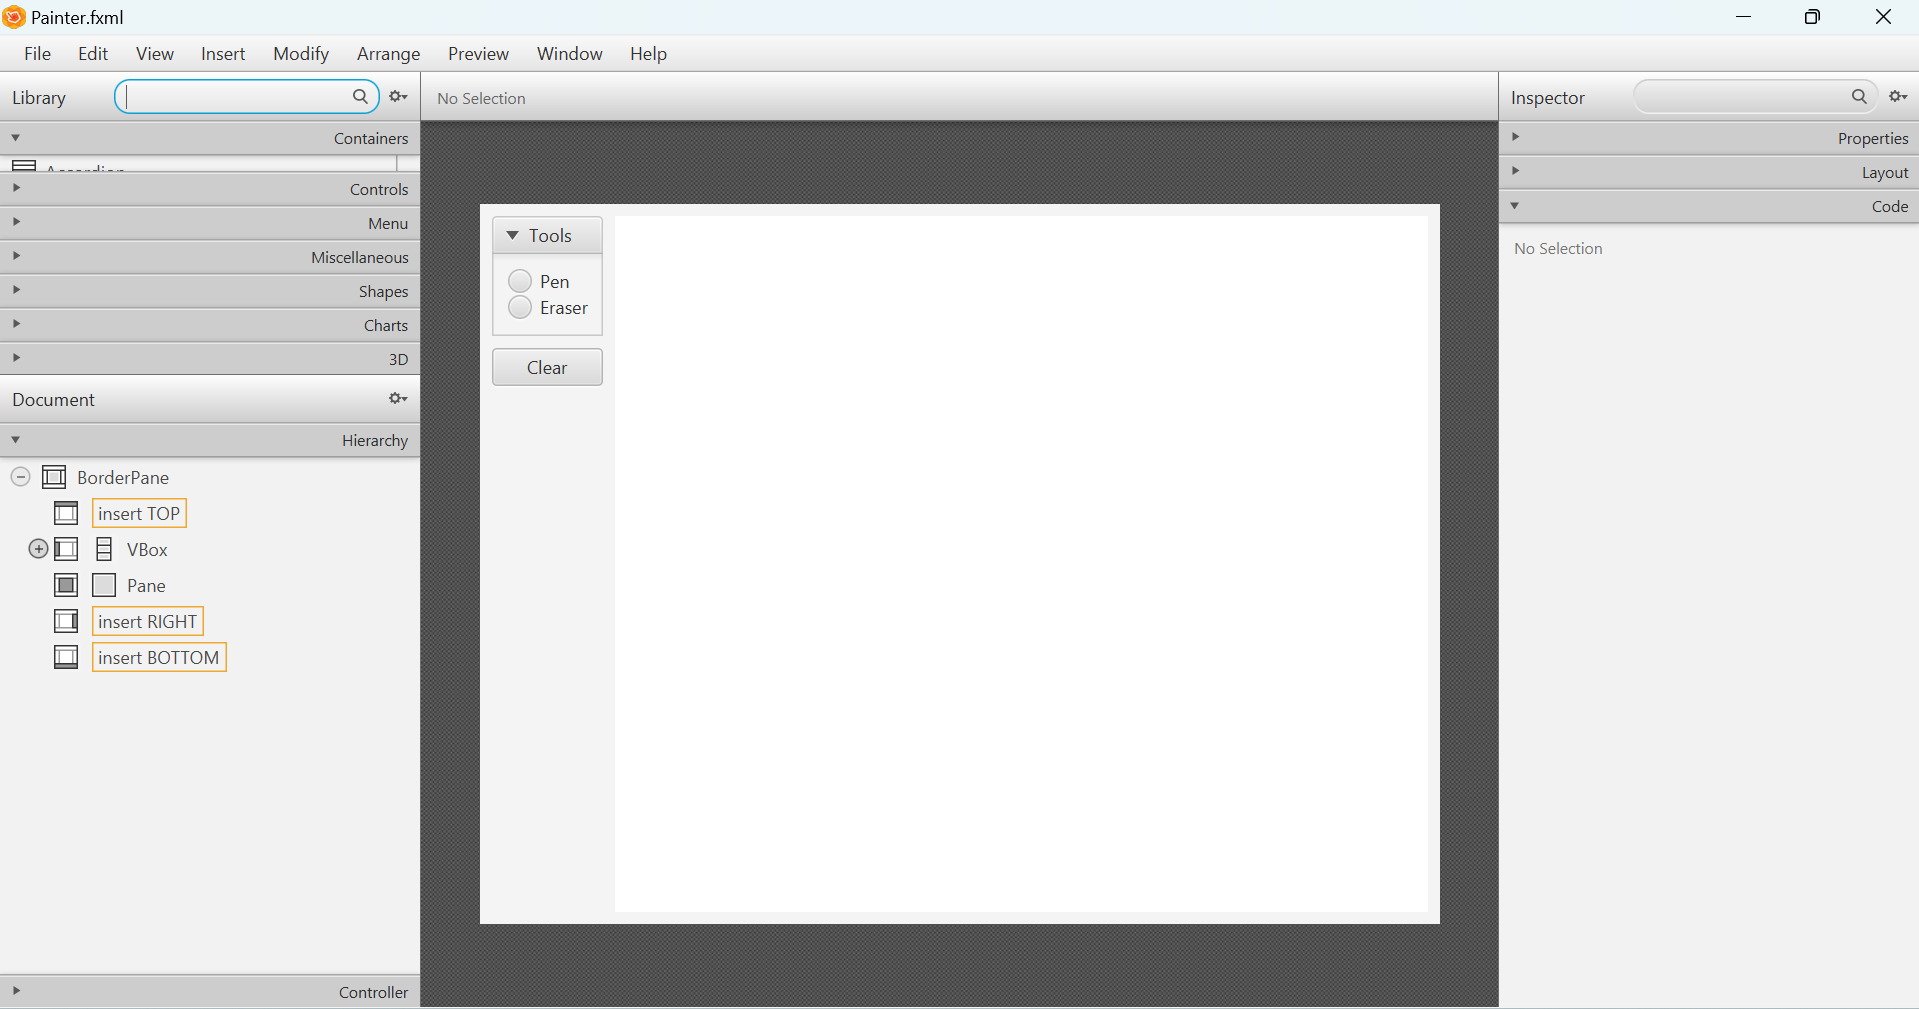 Painter.fxml
File Edit View Insert Modify Arrange Preview Window Help
Library
Containers
Accordion
Controls
Menu
Miscellaneous
Shapes
Charts
3D
Document
Hierarchy
BorderPane
insert TOP
VBox
Pane
insert RIGHT
insert BOTTOM
Controller
No Selection
Tools
Pen
Eraser
Clear
Inspector
Properties
Layout
Code
No Selection